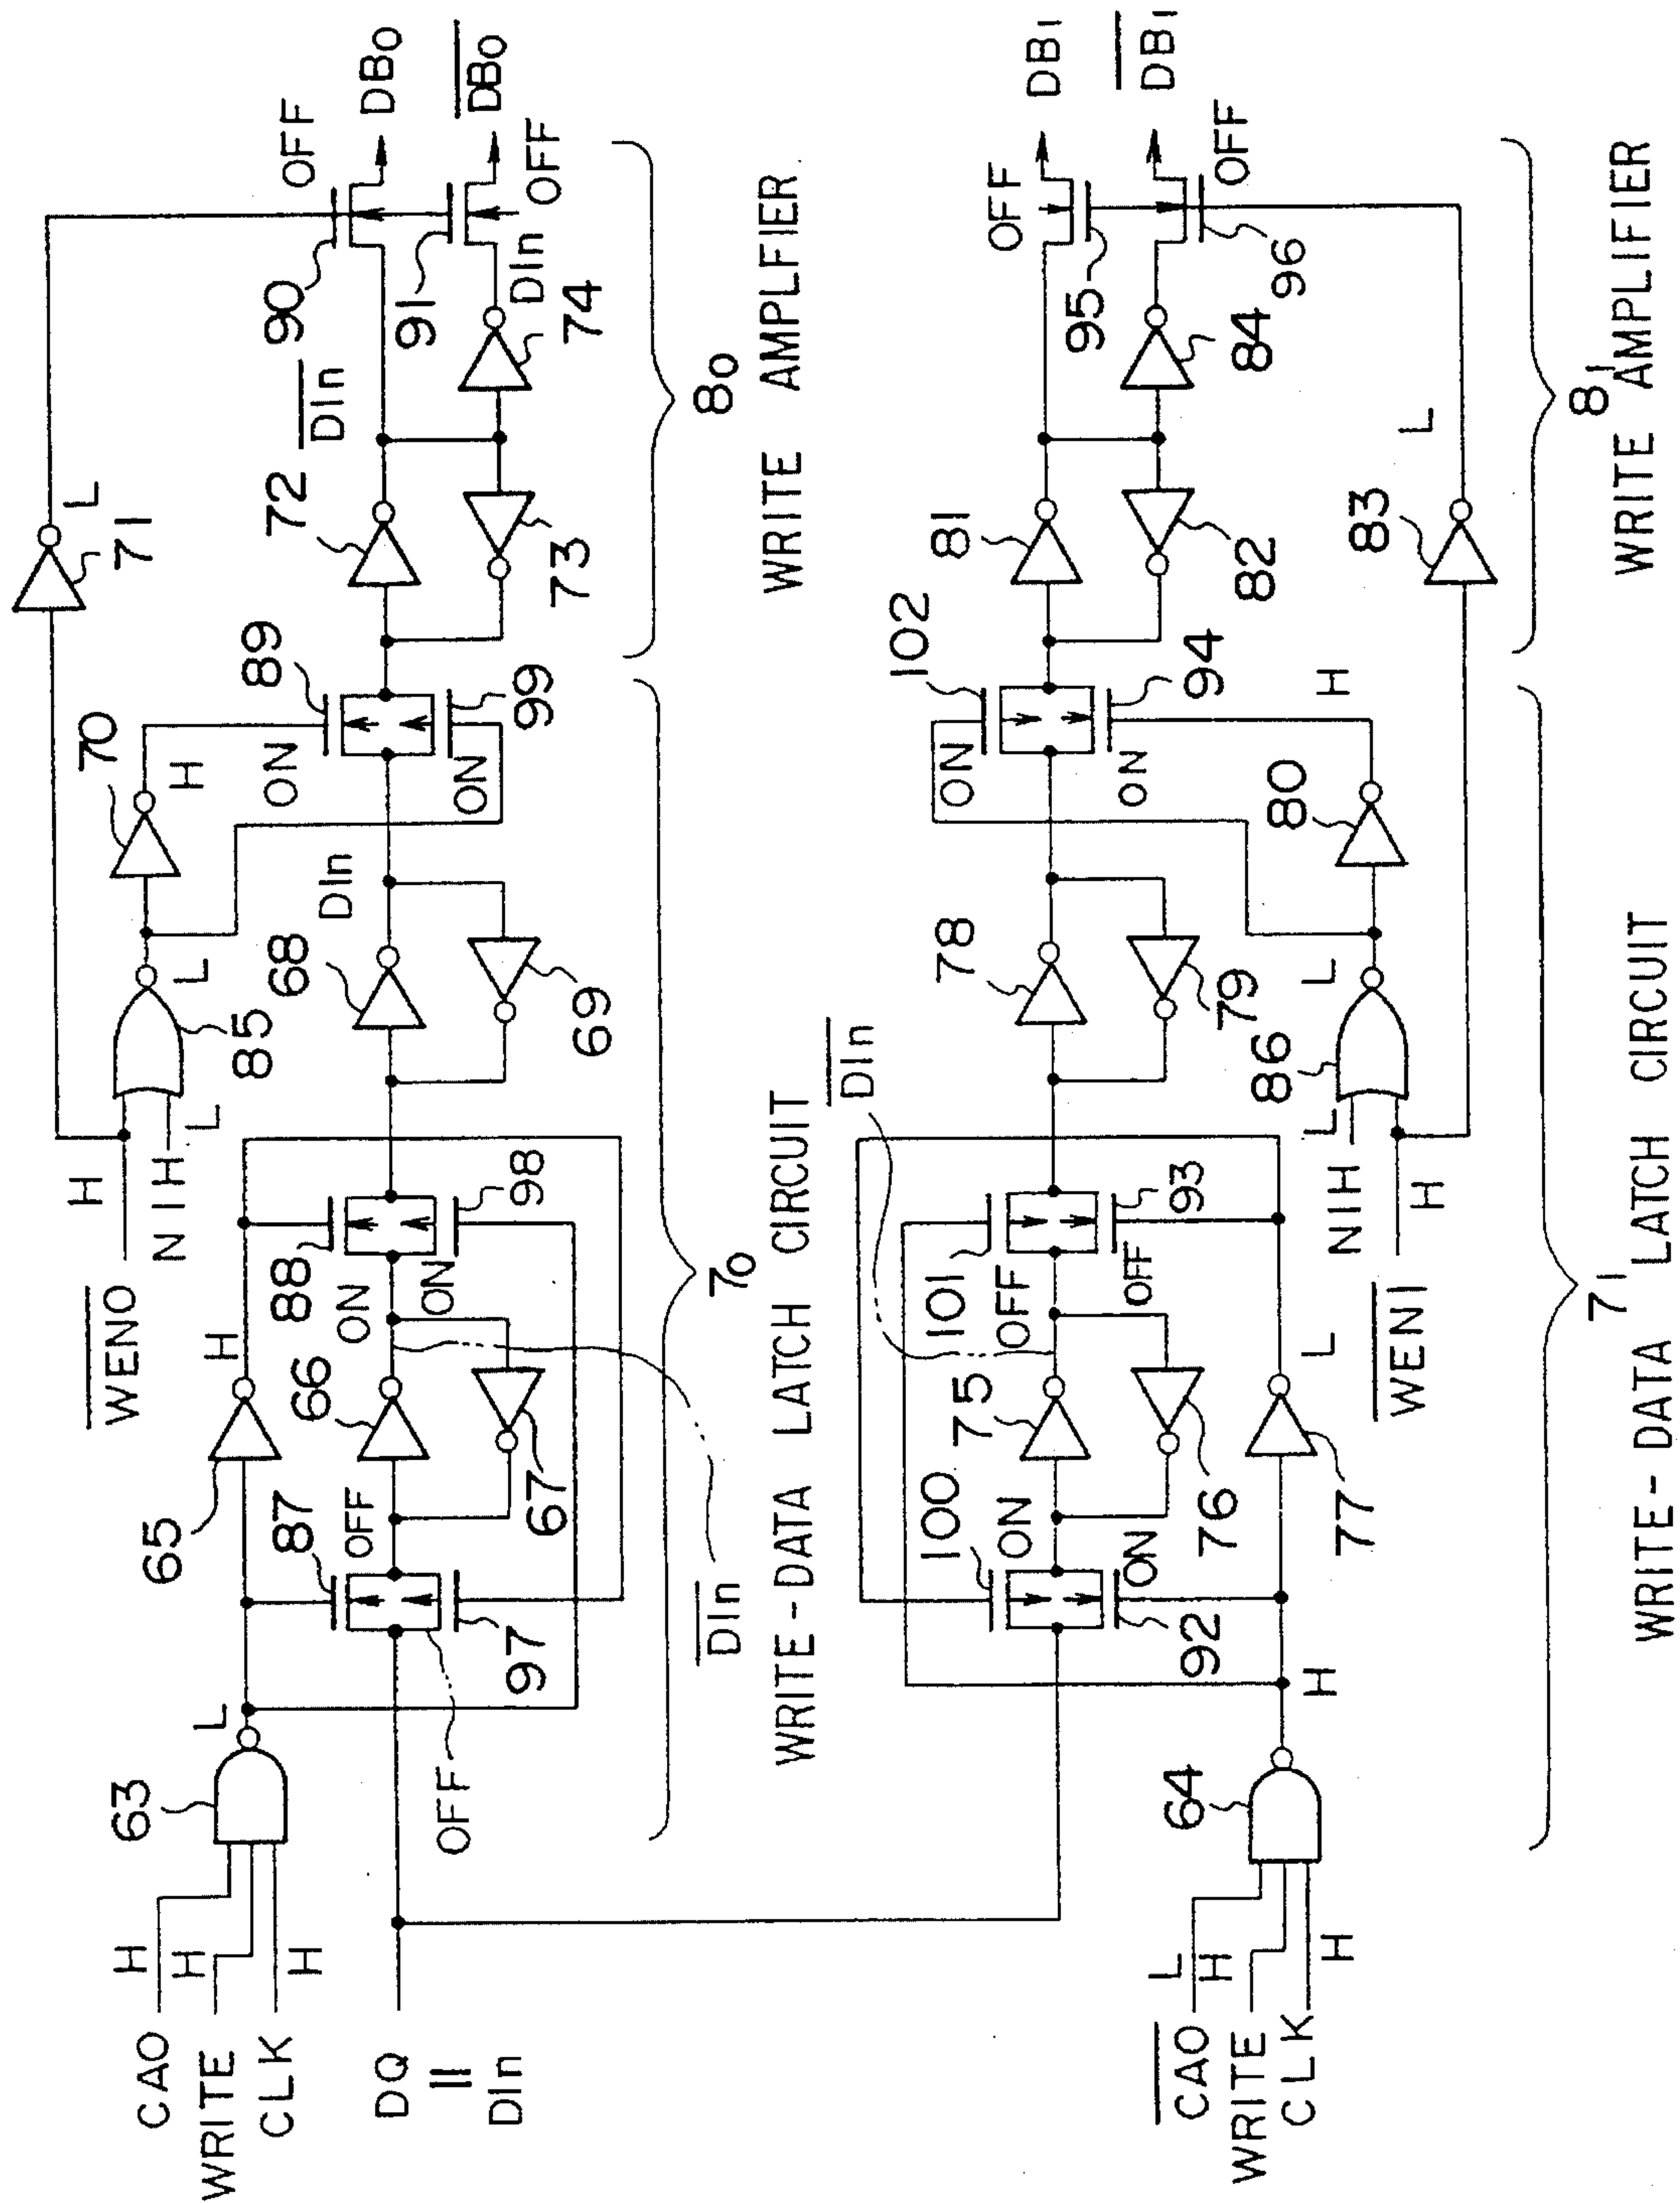 CA0
H
WRITE
H
CLK
H
63
L
65
H
WEN0
H
NIH
L
85
L
70
H
71
L
DQ
=
DIn
OFF
87
OFF
97
66
67
DIn
88
ON
98
ON
68
DIn
69
89
ON
99
ON
72
DIn
73
74
DIn
90
OFF
91
OFF
DB0
DB0
70
WRITE-DATA LATCH CIRCUIT
80
WRITE AMPLFIER
CA0
L
WRITE
H
CLK
H
64
H
100
ON
92
ON
75
76
77
L
DIn
101
OFF
93
OFF
78
79
WEN1
H
NIH
L
86
L
80
H
102
ON
94
ON
81
82
83
L
84
95
OFF
96
OFF
DB1
DB1
71
WRITE-DATA LATCH CIRCUIT
81
WRITE AMPLIFIER